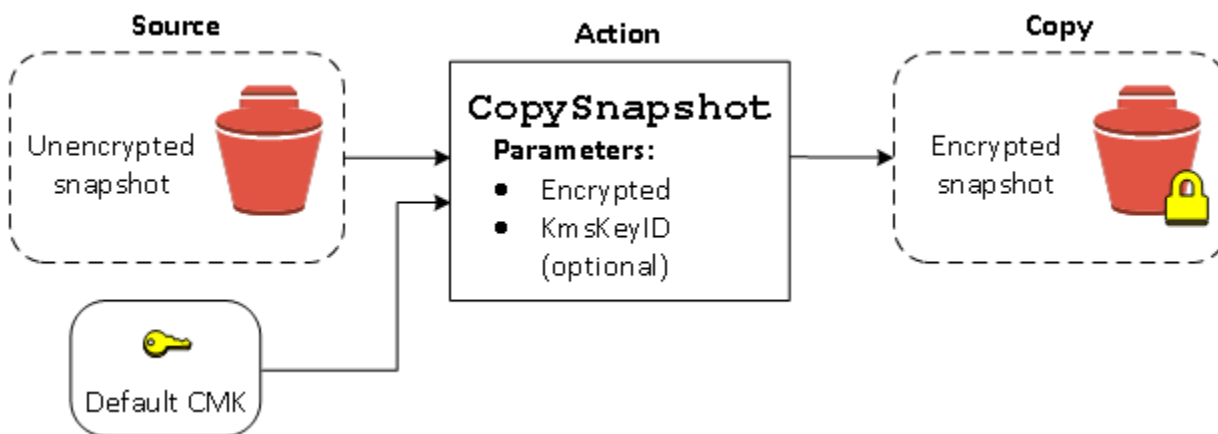 Source
Unencrypted
snapshot
Default CMK
Action
CopySnapshot
Parameters:
● Encrypted
● KmsKeyID
(optional)
Copy
Encrypted
snapshot